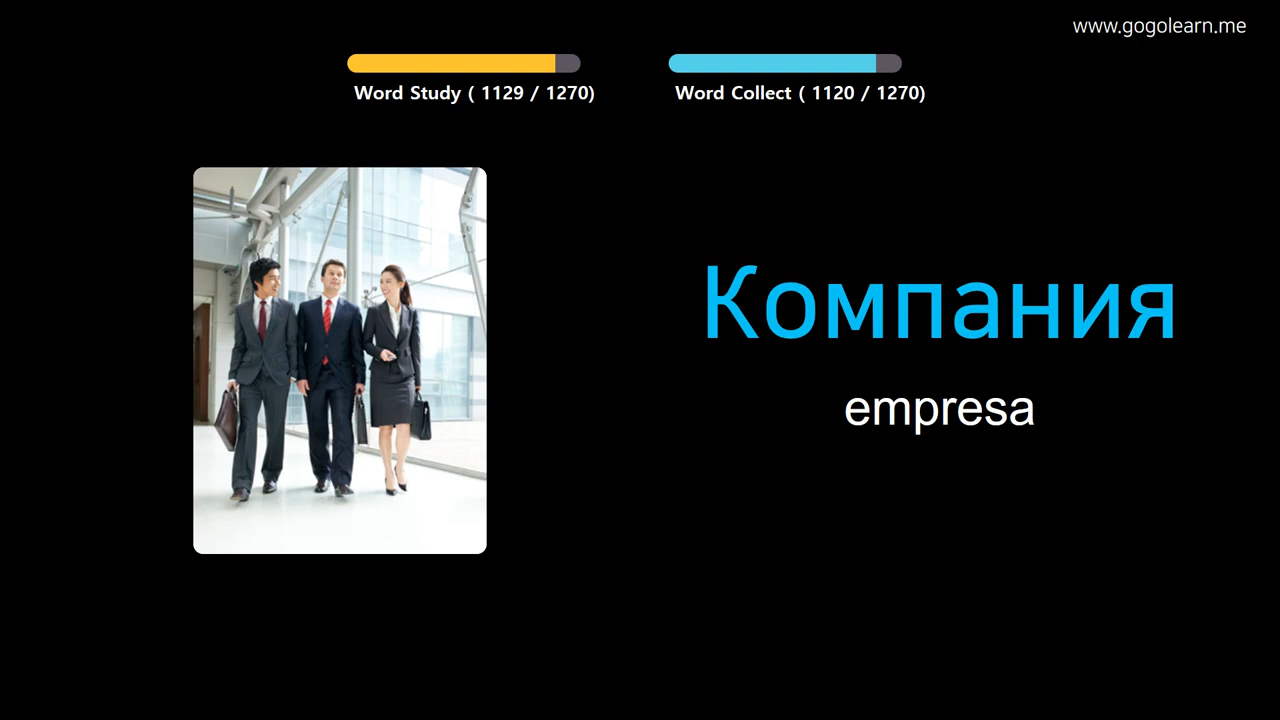 www.gogolearn.me
Word Study ( 1129 / 1270)
Word Collect ( 1120 / 1270)
Компания
empresa